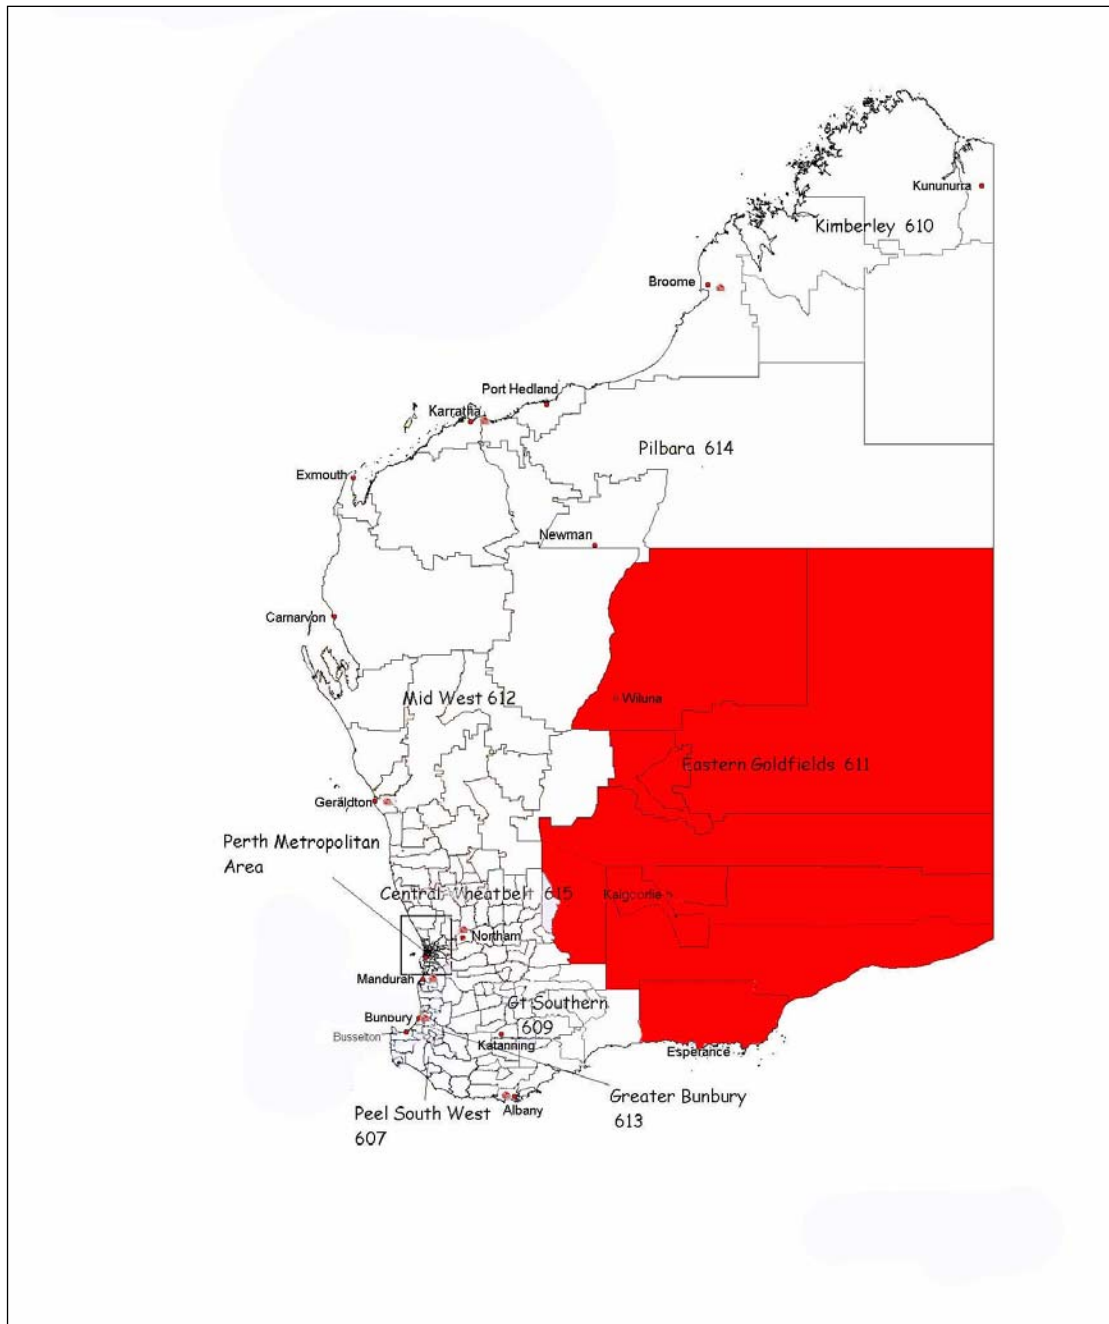 Kununurra
Kimberley 610
Broome
Port Hedland
Karratha
Pilbara 614
Exmouth
Newman
Carnarvon
Mid West 612
Wiluna
Eastern Goldfields 611
Geraldton
Perth Metropolitan
Area
Central Wheatbelt 615
Kalgoorlie
Northam
Mandurah
Gt Southern
609
Bunbury
Busselton
Katanning
Esperance
Greater Bunbury
613
Peel South West
607
Albany